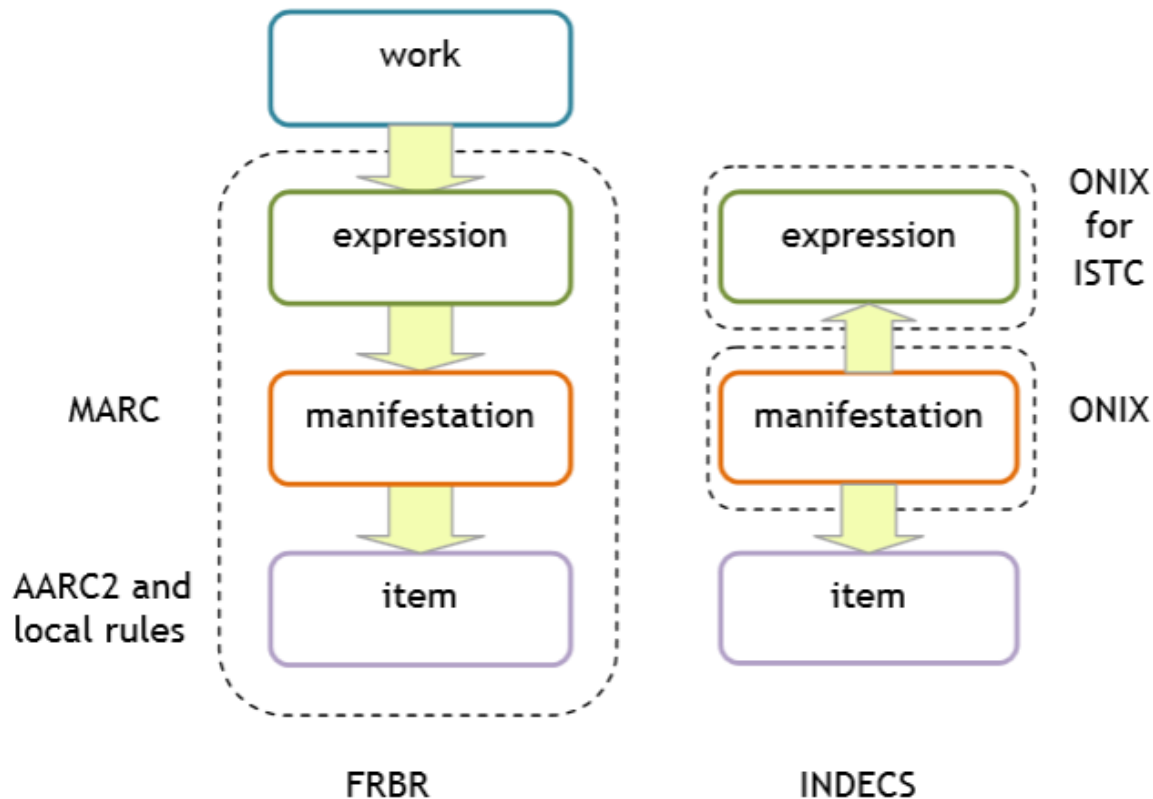 work
expression
manifestation
item
MARC
AARC2 and
local rules
FRBR
expression
manifestation
item
ONIX
for
ISTC
ONIX
INDECS